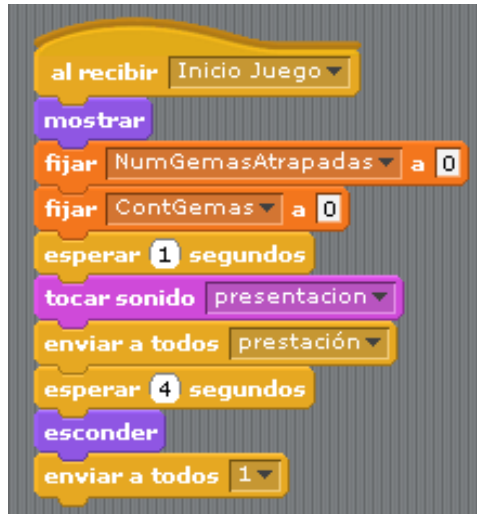 al recibir Inicio Juego
mostrar
fijar NumGemasAtrapadas a 0
fijar ContGemas a 0
esperar 1 segundos
tocar sonido presentacion
enviar a todos prestación
esperar 4 segundos
esconder
enviar a todos 1